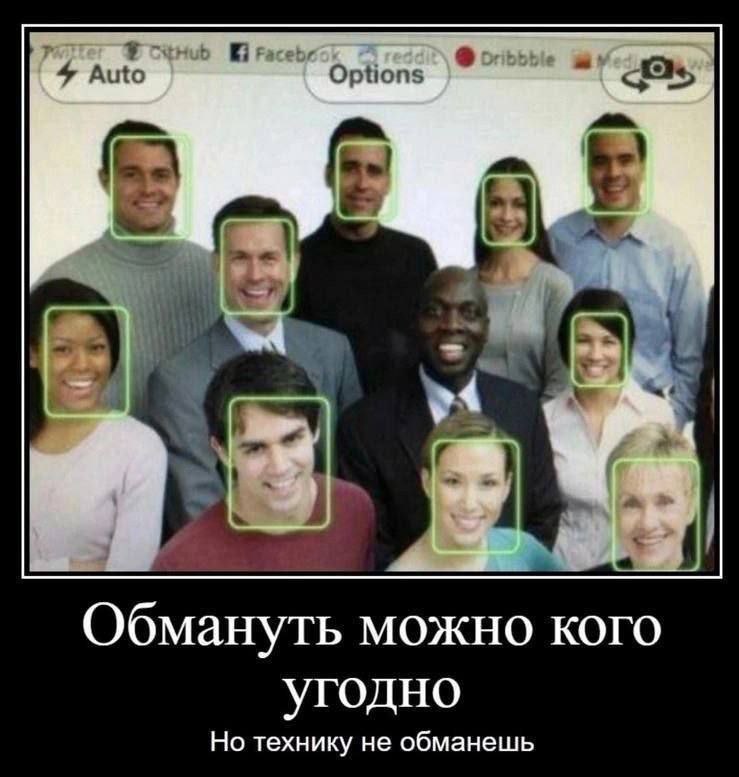 Twitter GitHub Facebook reddit Dribbble
Auto Options
Обмануть можно кого
угодно
Но технику не обманешь